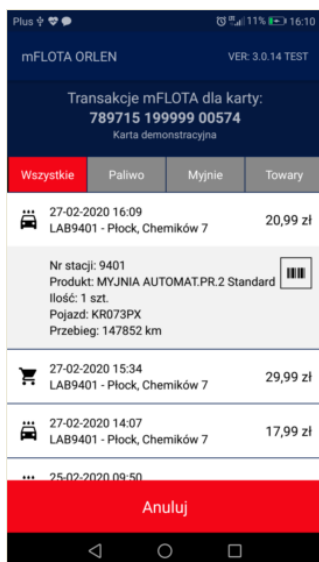 Plus 11% 16:10
mFLOTA ORLEN VER: 3.0.14 TEST
Transakcje mFLOTA dla karty:
789715 199999 00574
Karta demonstracyjna
Wszystkie Paliwo Myjnie Towary
27-02-2020 16:09
LAB9401 - Płock, Chemików 7 20,99 zł
Nr stacji: 9401
Produkt: MYJNIA AUTOMAT.PR.2 Standard
Ilość: 1 szt.
Pojazd: KR073PX
Przebieg: 147852 km
27-02-2020 15:34
LAB9401 - Płock, Chemików 7 29,99 zł
27-02-2020 14:07
LAB9401 - Płock, Chemików 7 17,99 zł
25-02-2020 09:50
Anuluj